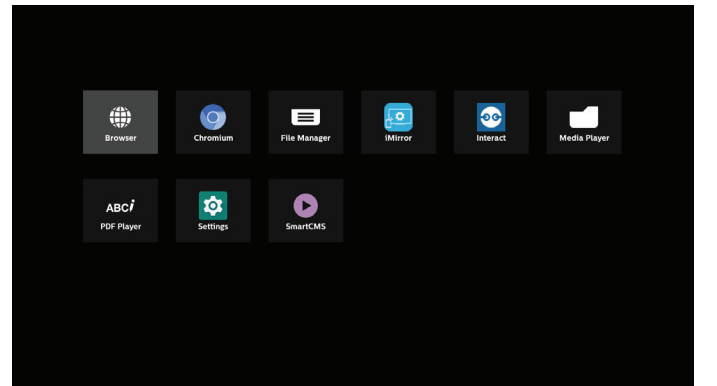 Browser
Chromium
File Manager
iMirror
Interact
Media Player
ABCi
PDF Player
Settings
SmartCMS